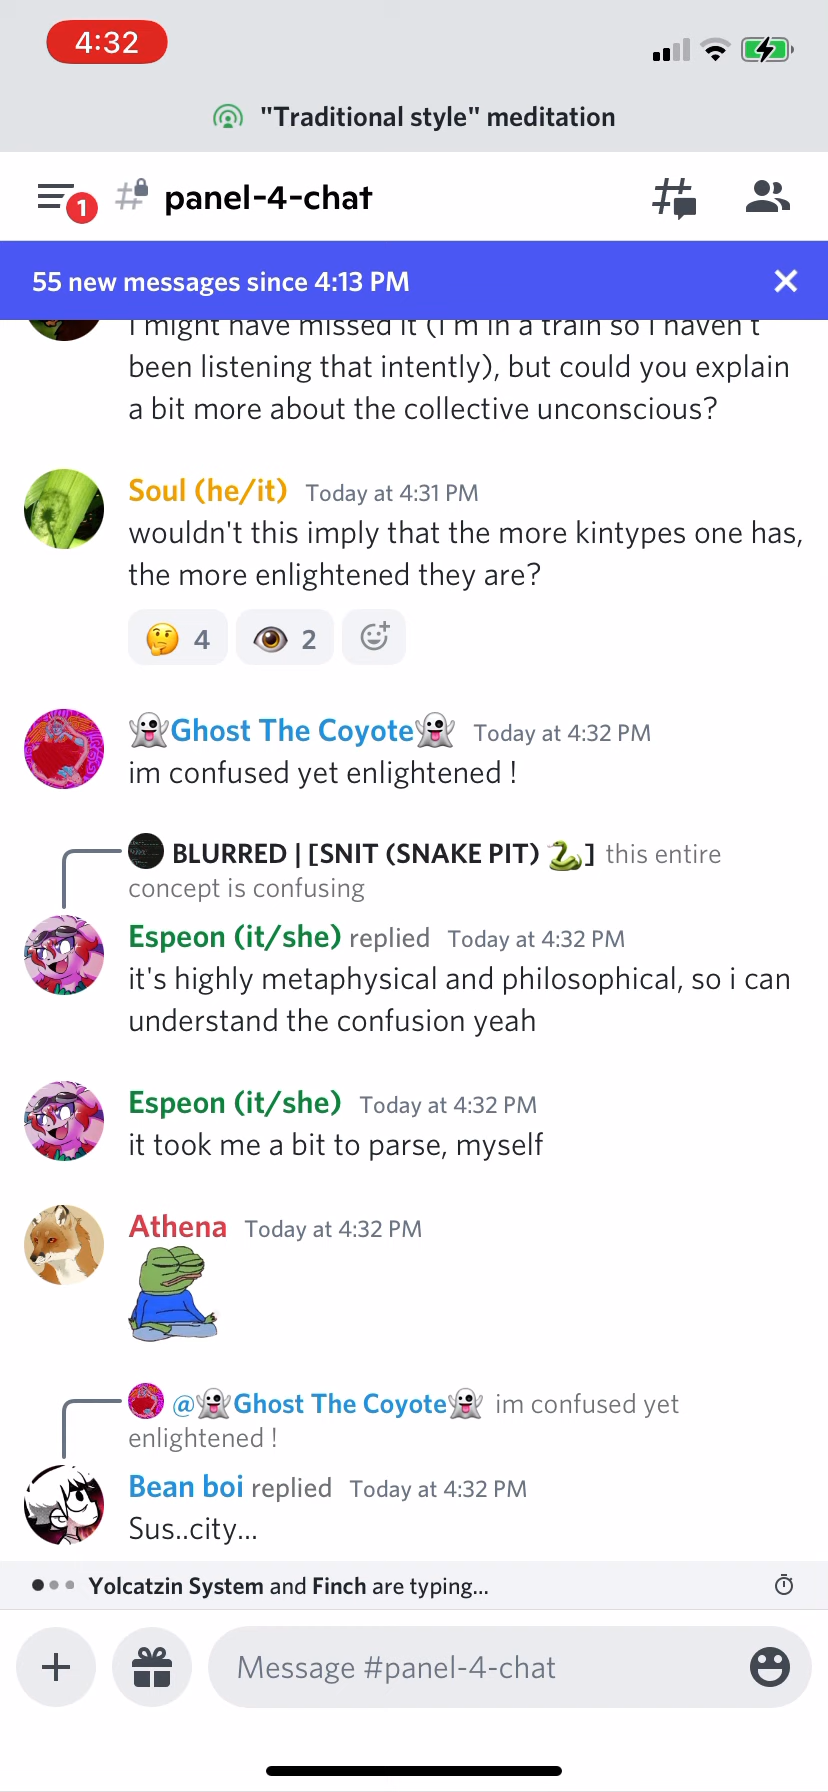 4:32
"Traditional style" meditation
1
panel-4-chat
55 new messages since 4:13 PM
I might have missed it (I'm in a train so I haven't
been listening that intently), but could you explain
a bit more about the collective unconscious?
Soul (he/it) Today at 4:31 PM
wouldn't this imply that the more kintypes one has,
the more enlightened they are?
🤔 4 👁️ 2
👻Ghost The Coyote👻 Today at 4:32 PM
im confused yet enlightened !
BLURRED | [SNIT (SNAKE PIT) 🐍] this entire
concept is confusing
Espeon (it/she) replied Today at 4:32 PM
it's highly metaphysical and philosophical, so i can
understand the confusion yeah
Espeon (it/she) Today at 4:32 PM
it took me a bit to parse, myself
Athena Today at 4:32 PM
@👻Ghost The Coyote👻 im confused yet
enlightened !
Bean boi replied Today at 4:32 PM
Sus..city...
Yolcatzin System and Finch are typing...
Message #panel-4-chat